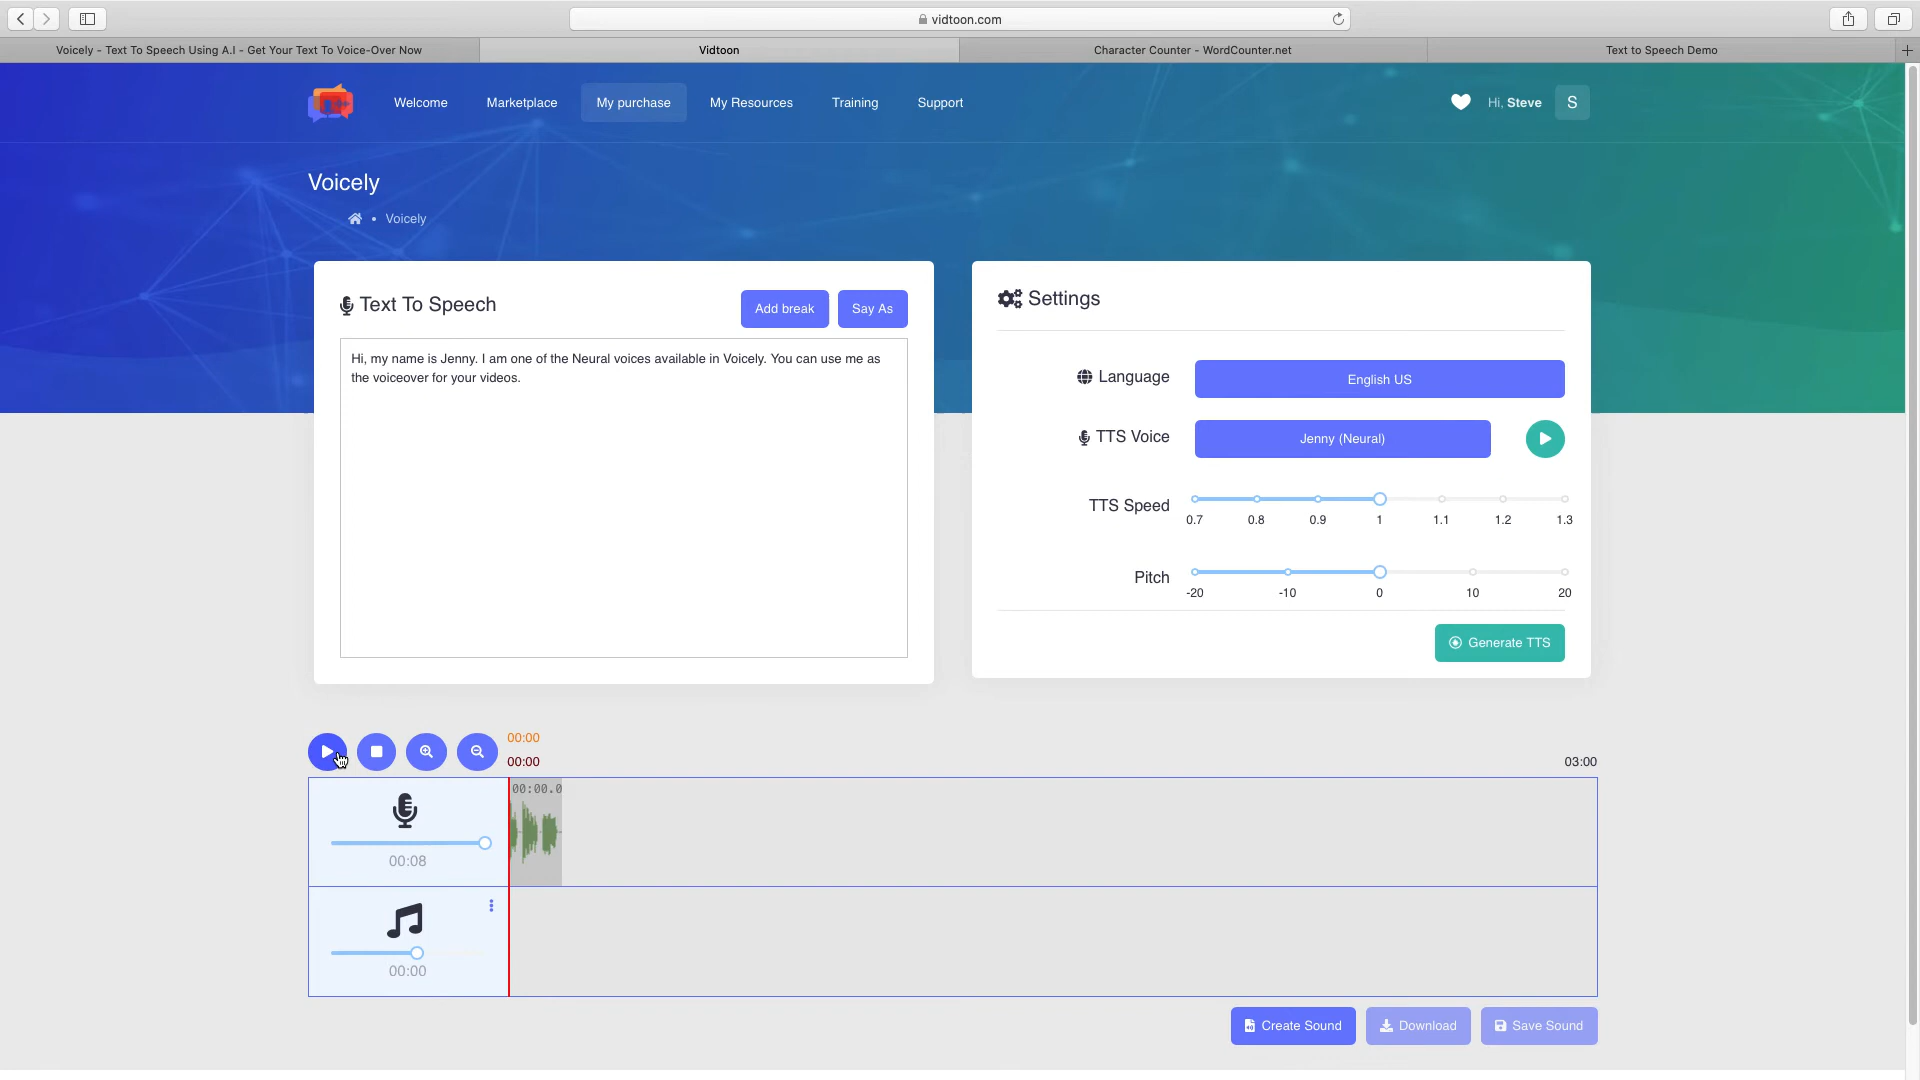 vidtoon.com
Voicely - Text To Speech Using A.I - Get Your Text To Voice-Over Now
Vidtoon
Character Counter - WordCounter.net
Text to Speech Demo
Welcome
Marketplace
My purchase
My Resources
Training
Support
Hi, Steve
S
Voicely
Voicely
Text To Speech
Add break
Say As
Hi, my name is Jenny. I am one of the Neural voices available in Voicely. You can use me as
the voiceover for your videos.
Settings
Language
English US
TTS Voice
Jenny (Neural)
TTS Speed
0.7 0.8 0.9 1 1.1 1.2 1.3
Pitch
-20 -10 0 10 20
Generate TTS
00:00
00:00
03:00
00:00.0
00:08
00:00
Create Sound
Download
Save Sound